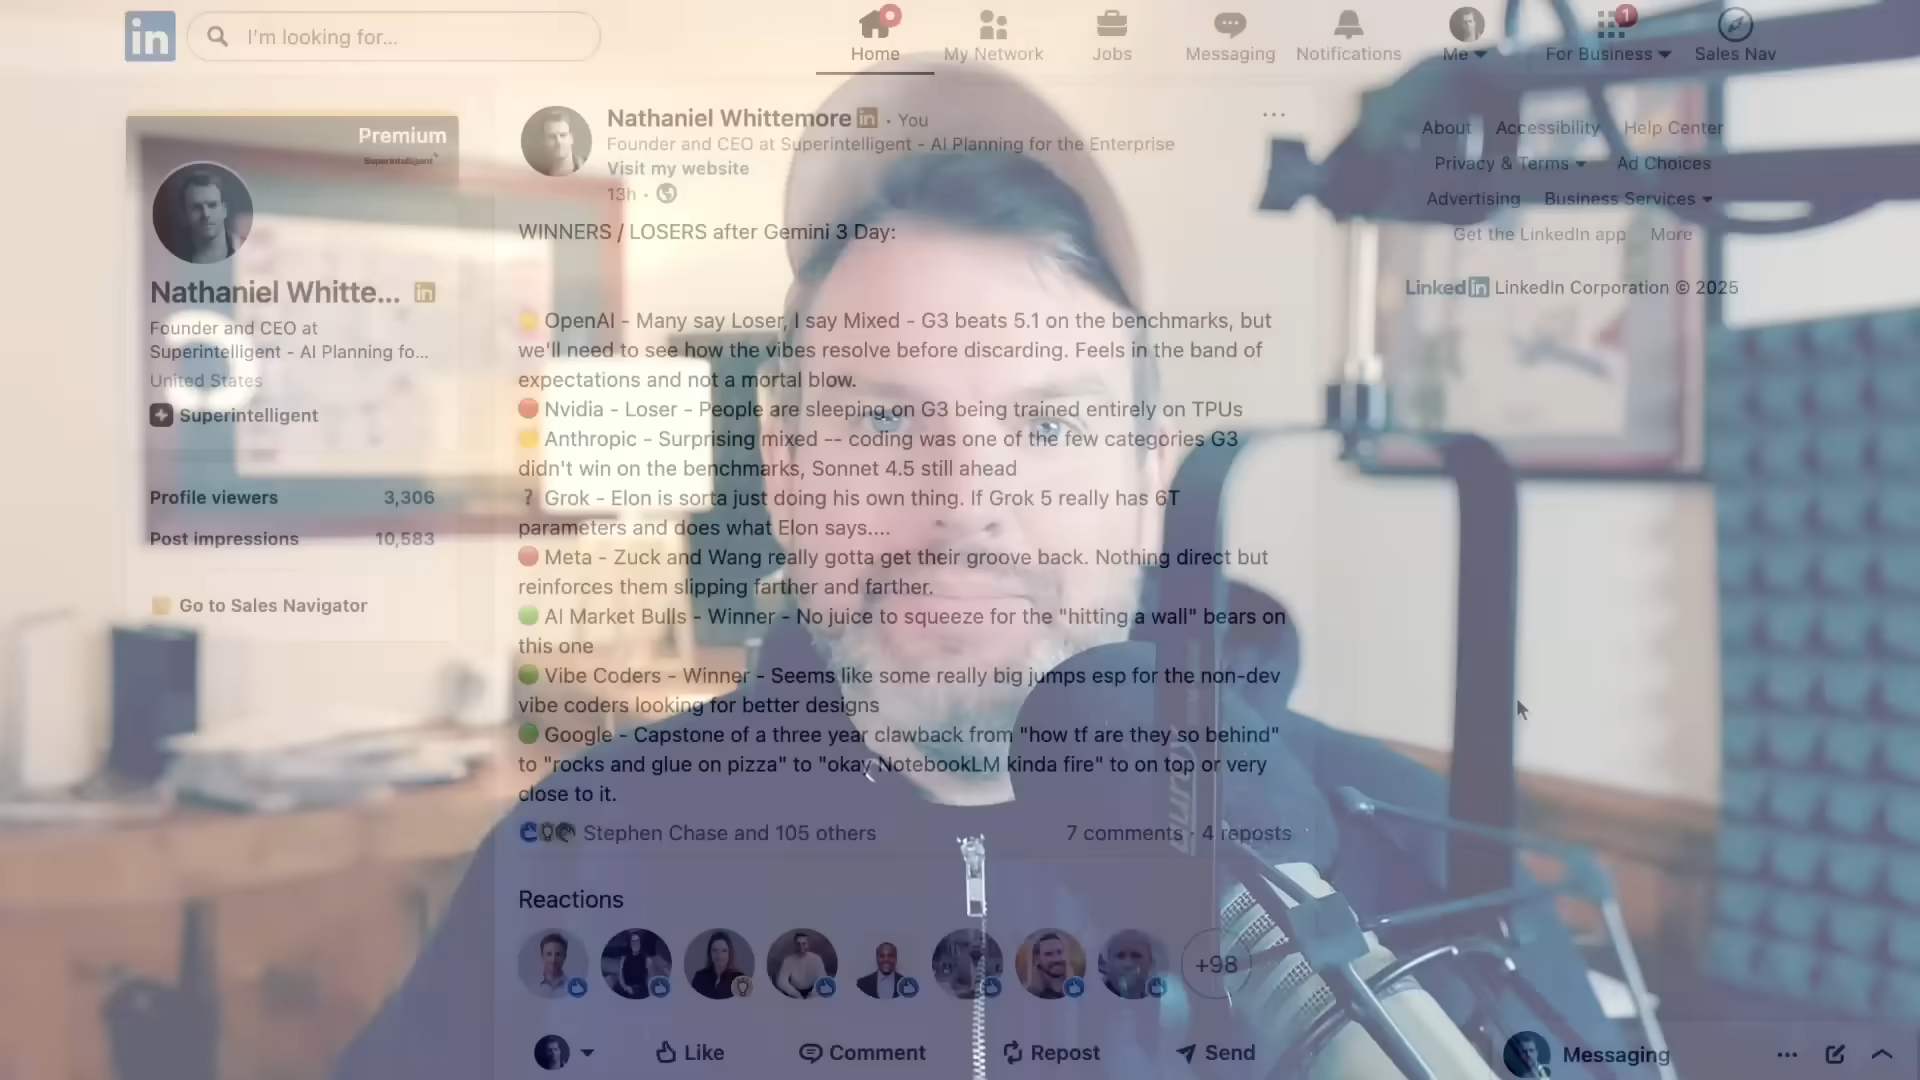 in
I'm looking for...
Home
My Network
Jobs
Messaging
Notifications
Me
1
For Business
Sales Nav
Premium
Superintelligent
Nathaniel Whitte... in
Founder and CEO at
Superintelligent - AI Planning fo...
United States
Superintelligent
Profile viewers 3,306
Post impressions 10,583
Go to Sales Navigator
Nathaniel Whittemore in • You
Founder and CEO at Superintelligent - AI Planning for the Enterprise
Visit my website
13h •
WINNERS / LOSERS after Gemini 3 Day:
OpenAI - Many say Loser, I say Mixed - G3 beats 5.1 on the benchmarks, but
we'll need to see how the vibes resolve before discarding. Feels in the band of
expectations and not a mortal blow.
Nvidia - Loser - People are sleeping on G3 being trained entirely on TPUs
Anthropic - Surprising mixed -- coding was one of the few categories G3
didn't win on the benchmarks, Sonnet 4.5 still ahead
? Grok - Elon is sorta just doing his own thing. If Grok 5 really has 6T
parameters and does what Elon says....
Meta - Zuck and Wang really gotta get their groove back. Nothing direct but
reinforces them slipping farther and farther.
AI Market Bulls - Winner - No juice to squeeze for the "hitting a wall" bears on
this one
Vibe Coders - Winner - Seems like some really big jumps esp for the non-dev
vibe coders looking for better designs
Google - Capstone of a three year clawback from "how tf are they so behind"
to "rocks and glue on pizza" to "okay NotebookLM kinda fire" to on top or very
close to it.
Stephen Chase and 105 others
7 comments • 4 reposts
Reactions
+98
Like
Comment
Repost
Send
About Accessibility Help Center
Privacy & Terms Ad Choices
Advertising Business Services
Get the LinkedIn app More
Linked in LinkedIn Corporation © 2025
Messaging